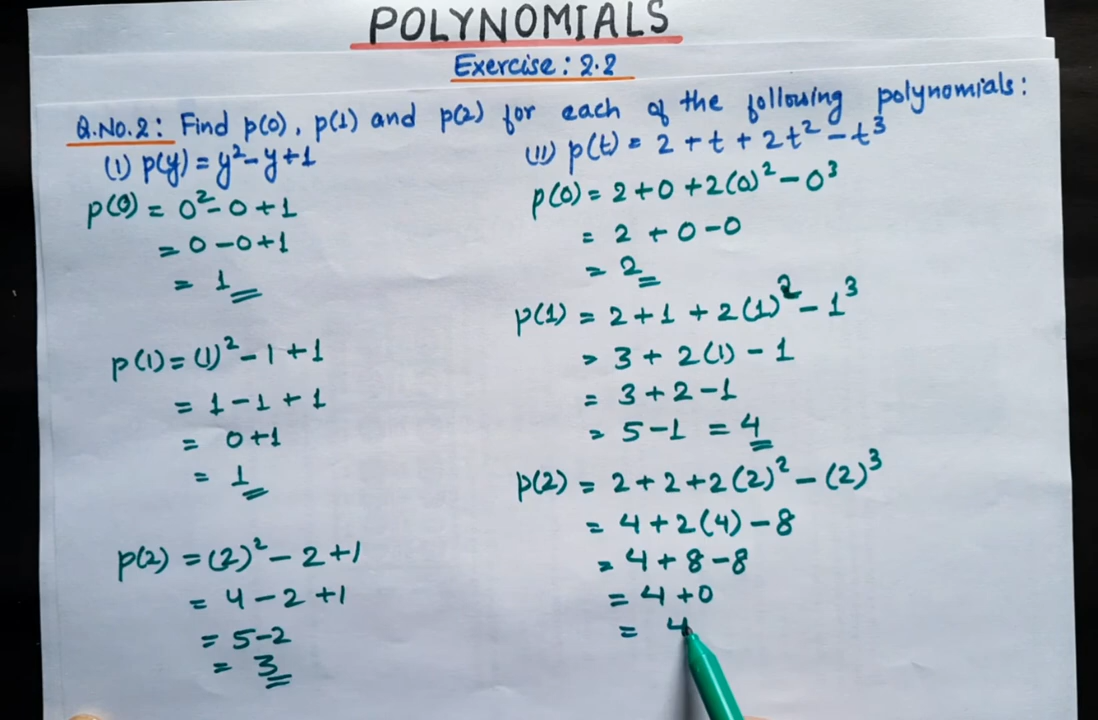 POLYNOMIALS
Exercise: 2.2
Q.No.2: Find p(0), p(1) and p(2) for each of the following polynomials:
(i) p(y) = y² - y + 1
p(0) = 0² - 0 + 1
= 0 - 0 + 1
= 1
p(1) = (1)² - 1 + 1
= 1 - 1 + 1
= 0 + 1
= 1
p(2) = (2)² - 2 + 1
= 4 - 2 + 1
= 5 - 2
= 3
(ii) p(t) = 2 + t + 2t² - t³
p(0) = 2 + 0 + 2(0)² - 0³
= 2 + 0 - 0
= 2
p(1) = 2 + 1 + 2(1)² - 1³
= 3 + 2(1) - 1
= 3 + 2 - 1
= 5 - 1 = 4
p(2) = 2 + 2 + 2(2)² - (2)³
= 4 + 2(4) - 8
= 4 + 8 - 8
= 4 + 0
= 4